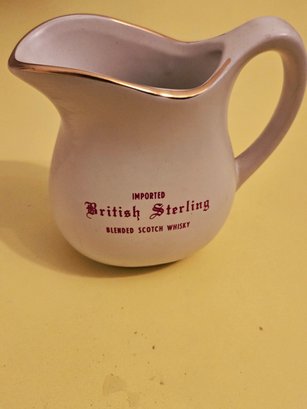 IMPORTED
British Sterling
BLENDED SCOTCH WHISKY